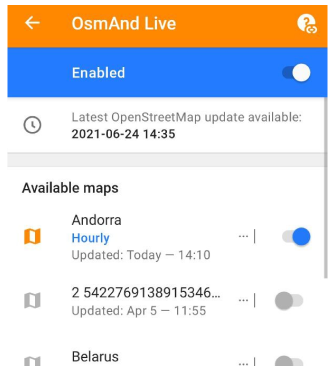 OsmAnd Live
Enabled
Latest OpenStreetMap update available:
2021-06-24 14:35
Available maps
Andorra
Hourly
Updated: Today — 14:10
2 5422769138915346...
Updated: Apr 5 — 11:55
Belarus